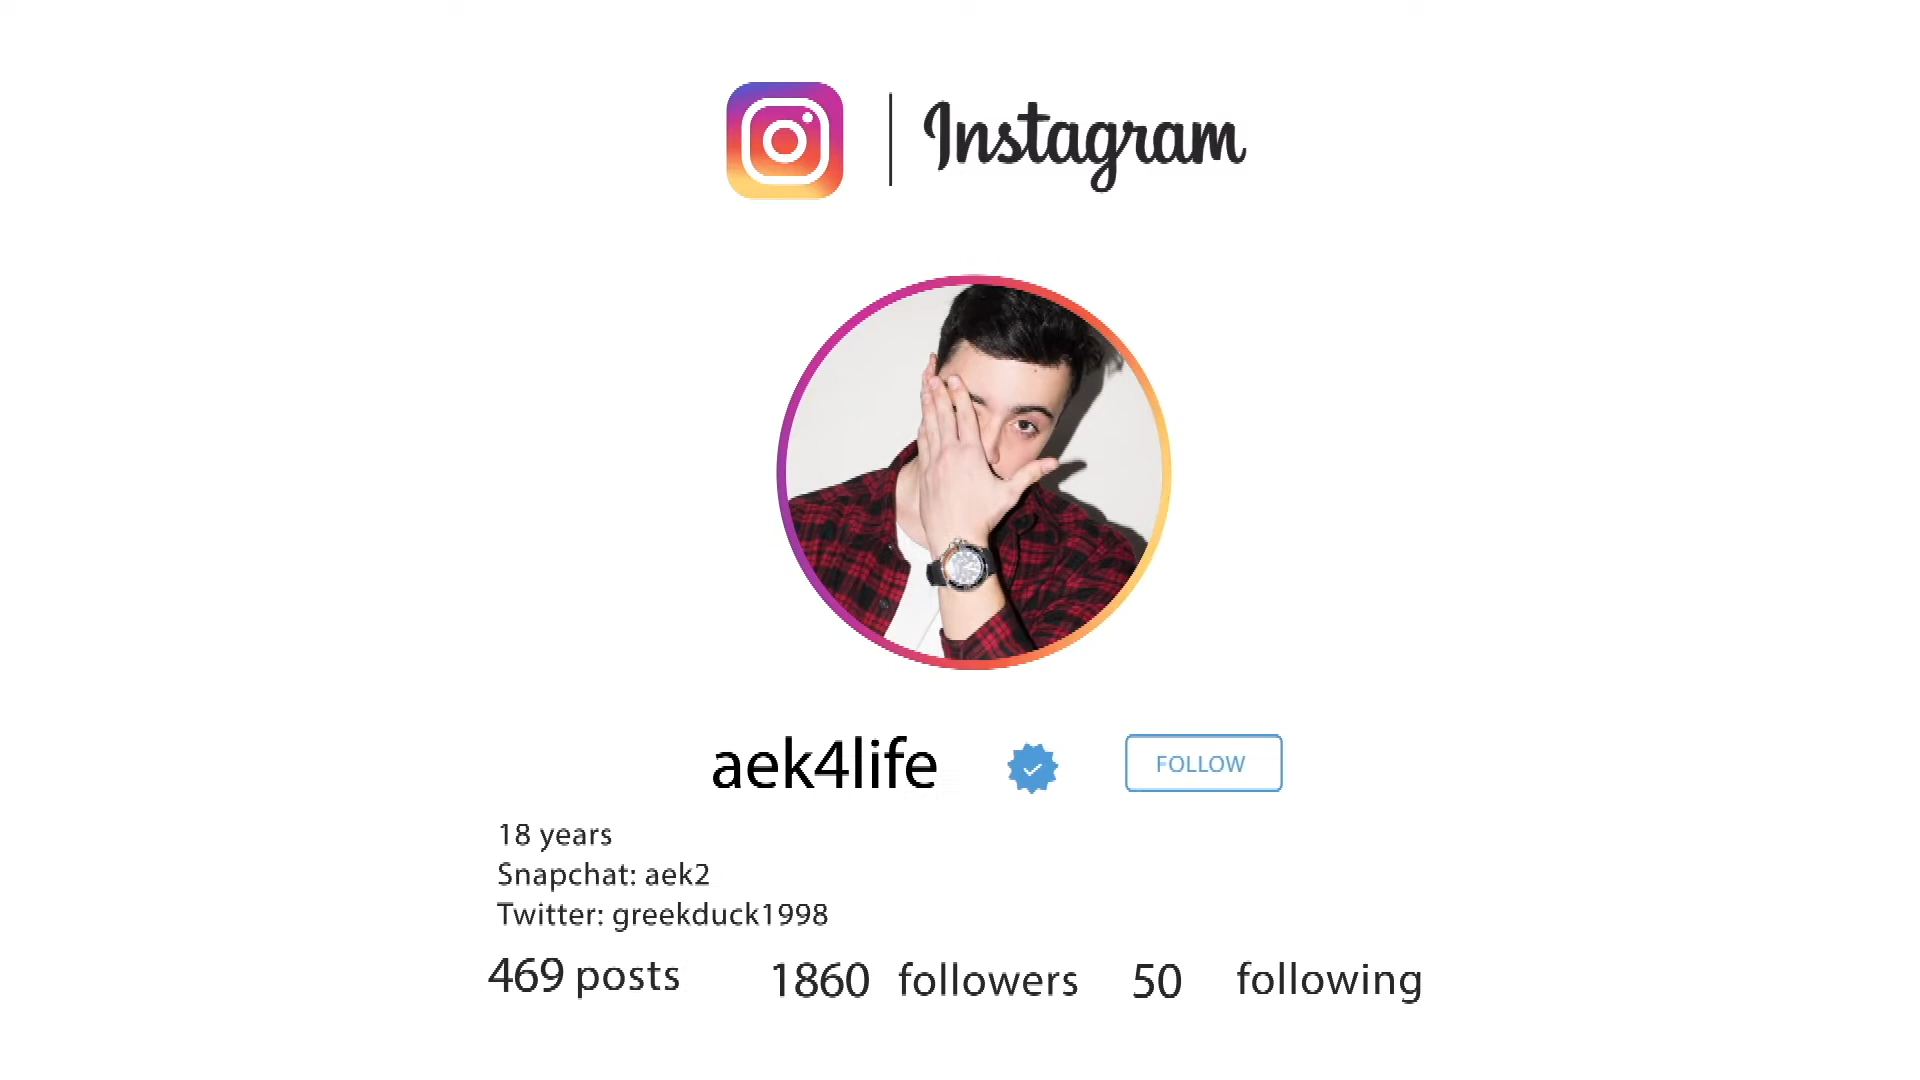 Instagram
aek4life
FOLLOW
18 years
Snapchat: aek2
Twitter: greekduck1998
469 posts 1860 followers 50 following